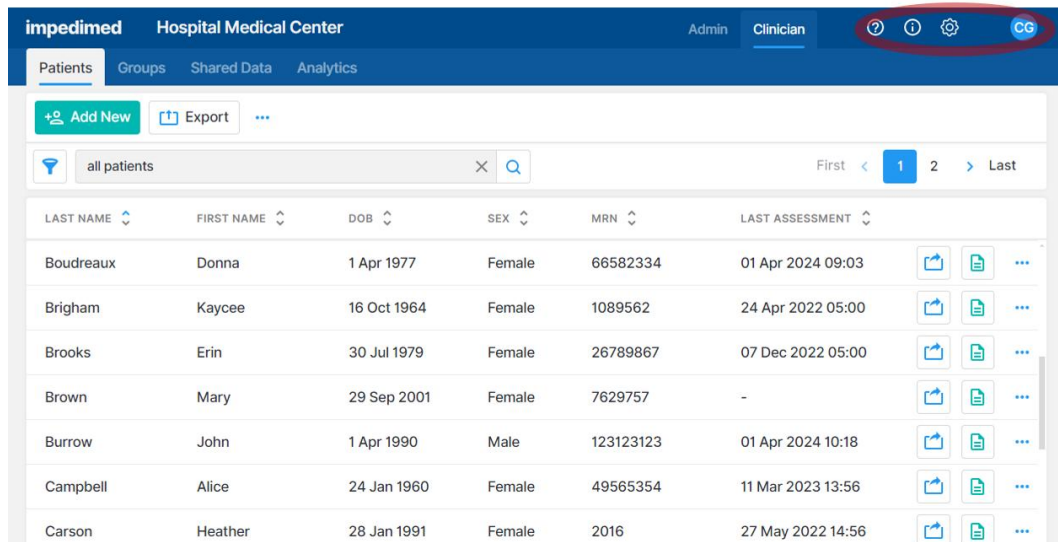 impedimed Hospital Medical Center Admin Clinician CG
Patients Groups Shared Data Analytics
Add New Export
all patients First 1 2 Last
LAST NAME FIRST NAME DOB SEX MRN LAST ASSESSMENT
Boudreaux Donna 1 Apr 1977 Female 66582334 01 Apr 2024 09:03
Brigham Kaycee 16 Oct 1964 Female 1089562 24 Apr 2022 05:00
Brooks Erin 30 Jul 1979 Female 26789867 07 Dec 2022 05:00
Brown Mary 29 Sep 2001 Female 7629757 -
Burrow John 1 Apr 1990 Male 123123123 01 Apr 2024 10:18
Campbell Alice 24 Jan 1960 Female 49565354 11 Mar 2023 13:56
Carson Heather 28 Jan 1991 Female 2016 27 May 2022 14:56